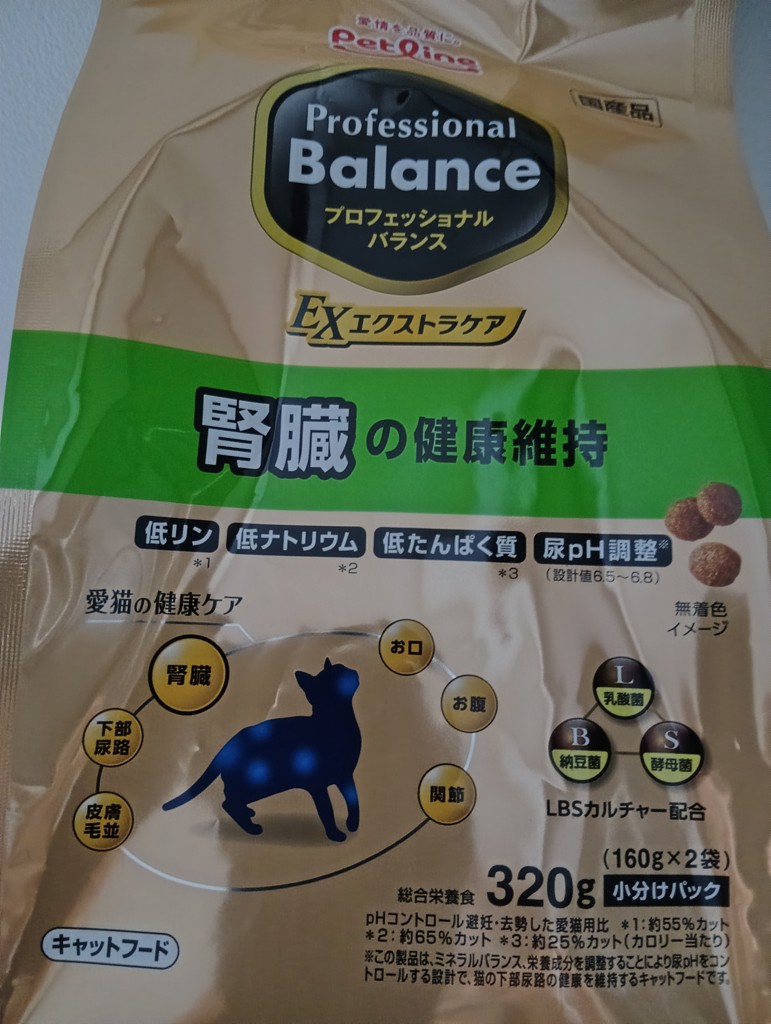 愛情を品質に。
Petline
国産品
Professional
Balance
プロフェッショナル
バランス
EXエクストラケア
腎臓の健康維持
低リン 低ナトリウム 低たんぱく質 尿pH調整※
*1 *2 *3 (設計値6.5～6.8)
無着色
イメージ
愛猫の健康ケア
お口
腎臓
お腹
下部
尿路
関節
皮膚
毛並
L
乳酸菌
B
納豆菌
S
酵母菌
LBSカルチャー配合
(160g×2袋)
総合栄養食 320g 小分けパック
pHコントロール避妊・去勢した愛猫用比 *1:約55%カット
*2:約65%カット *3:約25%カット(カロリー当たり)
※この製品は、ミネラルバランス、栄養成分を調整することにより尿pHをコン
トロールする設計で、猫の下部尿路の健康を維持するキャットフードです。
キャットフード